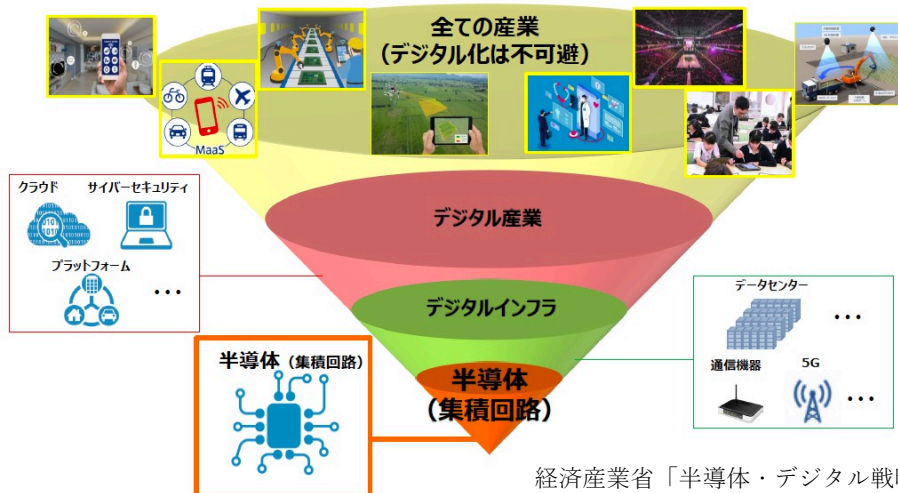 全ての産業
(デジタル化は不可避)
MaaS
クラウド サイバーセキュリティ
プラットフォーム
・・・
デジタル産業
デジタルインフラ
データセンター
・・・
通信機器 5G
・・・
半導体 (集積回路)
半導体
(集積回路)
経済産業省「半導体・デジタル戦